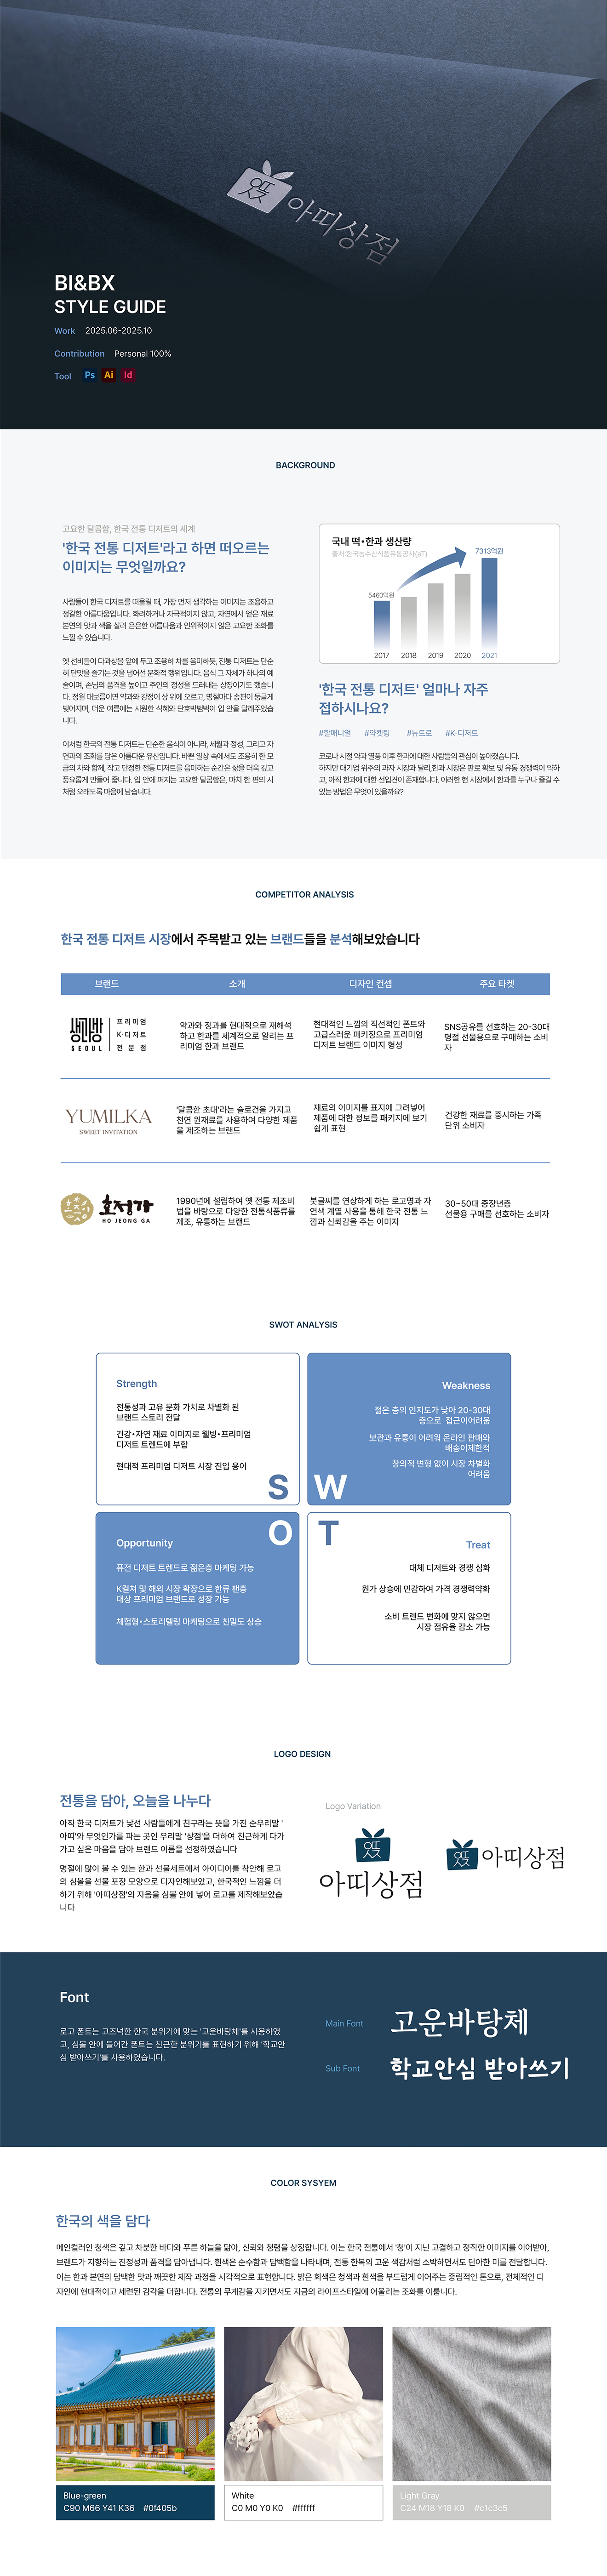 아띠상점
BI&BX
STYLE GUIDE
Work 2025.06-2025.10
Contribution Personal 100%
Tool Ps Ai Id
BACKGROUND
고요한 달콤함, 한국 전통 디저트의 세계
'한국 전통 디저트'라고 하면 떠오르는
이미지는 무엇일까요?
사람들이 한국 디저트를 떠올릴 때, 가장 먼저 생각하는 이미지는 조용하고
정갈한 아름다움입니다. 화려하거나 자극적이지 않고, 자연에서 얻은 재료
본연의 맛과 색을 살려 은은한 아름다움과 인위적이지 않은 고요한 조화를
느낄 수 있습니다.
옛 선비들이 다과상을 앞에 두고 조용히 차를 음미하듯, 전통 디저트는 단순
히 단맛을 즐기는 것을 넘어선 문화적 행위입니다. 음식 그 자체가 하나의 예
술이며, 손님의 품격을 높이고 주인의 정성을 드러내는 상징이기도 했습니
다. 정월 대보름이면 약과와 강정이 상 위에 오르고, 명절마다 송편이 동글게
빚어지며, 더운 여름에는 시원한 식혜와 단호박범벅이 입 안을 달래주었습
니다.
이처럼 한국의 전통 디저트는 단순한 음식이 아니라, 세월과 정성, 그리고 자
연과의 조화를 담은 아름다운 유산입니다. 바쁜 일상 속에서도 조용히 한 모
금의 차와 함께, 작고 단정한 전통 디저트를 음미하는 순간은 삶을 더욱 깊고
풍요롭게 만들어 줍니다. 입 안에 퍼지는 고요한 달콤함은, 마치 한 편의 시
처럼 오래도록 마음에 남습니다.
국내 떡•한과 생산량
출처:한국농수산식품유통공사(aT)
7313억원
5460억원
2017 2018 2019 2020 2021
'한국 전통 디저트' 얼마나 자주
접하시나요?
#할매니얼 #약켓팅 #뉴트로 #K-디저트
코로나 시절 약과 열풍 이후 한과에 대한 사람들의 관심이 높아졌습니다.
하지만 대기업 위주의 과자 시장과 달리,한과 시장은 판로 확보 및 유통 경쟁력이 약하
고, 아직 한과에 대한 선입견이 존재합니다. 이러한 현 시장에서 한과를 누구나 즐길 수
있는 방법은 무엇이 있을까요?
COMPETITOR ANALYSIS
한국 전통 디저트 시장에서 주목받고 있는 브랜드들을 분석해보았습니다
브랜드 소개 디자인 컨셉 주요 타켓
생과방
SEOUL
프리미엄
K·디저트
전 문 점
약과와 정과를 현대적으로 재해석
하고 한과를 세계적으로 알리는 프
리미엄 한과 브랜드
현대적인 느낌의 직선적인 폰트와
고급스러운 패키징으로 프리미엄
디저트 브랜드 이미지 형성
SNS공유를 선호하는 20-30대
명절 선물용으로 구매하는 소비
자
YUMILKA
SWEET INVITATION
'달콤한 초대'라는 슬로건을 가지고
천연 원재료를 사용하여 다양한 제품
을 제조하는 브랜드
재료의 이미지를 표지에 그려넣어
제품에 대한 정보를 패키지에 보기
쉽게 표현
건강한 재료를 중시하는 가족
단위 소비자
호정가
HO JEONG GA
1990년에 설립하여 옛 전통 제조비
법을 바탕으로 다양한 전통식품류를
제조, 유통하는 브랜드
붓글씨를 연상하게 하는 로고명과 자
연색 계열 사용을 통해 한국 전통 느
낌과 신뢰감을 주는 이미지
30~50대 중장년층
선물용 구매를 선호하는 소비자
SWOT ANALYSIS
Strength
전통성과 고유 문화 가치로 차별화 된
브랜드 스토리 전달
건강•자연 재료 이미지로 웰빙•프리미엄
디저트 트렌드에 부합
현대적 프리미엄 디저트 시장 진입 용이
S
Weakness
젊은 층의 인지도가 낮아 20-30대
층으로 접근이어려움
보관과 유통이 어려워 온라인 판매와
배송이제한적
창의적 변형 없이 시장 차별화
어려움
W
O
Opportunity
퓨전 디저트 트렌드로 젊은층 마케팅 가능
K컬쳐 및 해외 시장 확장으로 한류 팬층
대상 프리미엄 브랜드로 성장 가능
체험형•스토리텔링 마케팅으로 친밀도 상승
T
Treat
대체 디저트와 경쟁 심화
원가 상승에 민감하여 가격 경쟁력약화
소비 트렌드 변화에 맞지 않으면
시장 점유율 감소 가능
LOGO DESIGN
전통을 담아, 오늘을 나누다
아직 한국 디저트가 낯선 사람들에게 친구라는 뜻을 가진 순우리말 '
아띠'와 무엇인가를 파는 곳인 우리말 '상점'을 더하여 친근하게 다가
가고 싶은 마음을 담아 브랜드 이름을 선정하였습니다
명절에 많이 볼 수 있는 한과 선물세트에서 아이디어를 착안해 로고
의 심볼을 선물 포장 모양으로 디자인해보았고, 한국적인 느낌을 더
하기 위해 '아띠상점'의 자음을 심볼 안에 넣어 로고를 제작해보았습
니다
Logo Variation
아띠상점
아띠상점
Font
로고 폰트는 고즈넉한 한국 분위기에 맞는 '고운바탕체'를 사용하였
고, 심볼 안에 들어간 폰트는 친근한 분위기를 표현하기 위해 '학교안
심 받아쓰기'를 사용하였습니다.
Main Font 고운바탕체
Sub Font 학교안심 받아쓰기
COLOR SYSYEM
한국의 색을 담다
메인컬러인 청색은 깊고 차분한 바다와 푸른 하늘을 닮아, 신뢰와 청렴을 상징합니다. 이는 한국 전통에서 '청'이 지닌 고결하고 정직한 이미지를 이어받아,
브랜드가 지향하는 진정성과 품격을 담아냅니다. 흰색은 순수함과 담백함을 나타내며, 전통 한복의 고운 색감처럼 소박하면서도 단아한 미를 전달합니다.
이는 한과 본연의 담백한 맛과 깨끗한 제작 과정을 시각적으로 표현합니다. 밝은 회색은 청색과 흰색을 부드럽게 이어주는 중립적인 톤으로, 전체적인 디
자인에 현대적이고 세련된 감각을 더합니다. 전통의 무게감을 지키면서도 지금의 라이프스타일에 어울리는 조화를 이룹니다.
Blue-green
C90 M66 Y41 K36 #0f405b
White
C0 M0 Y0 K0 #ffffff
Light Gray
C24 M18 Y18 K0 #c1c3c5